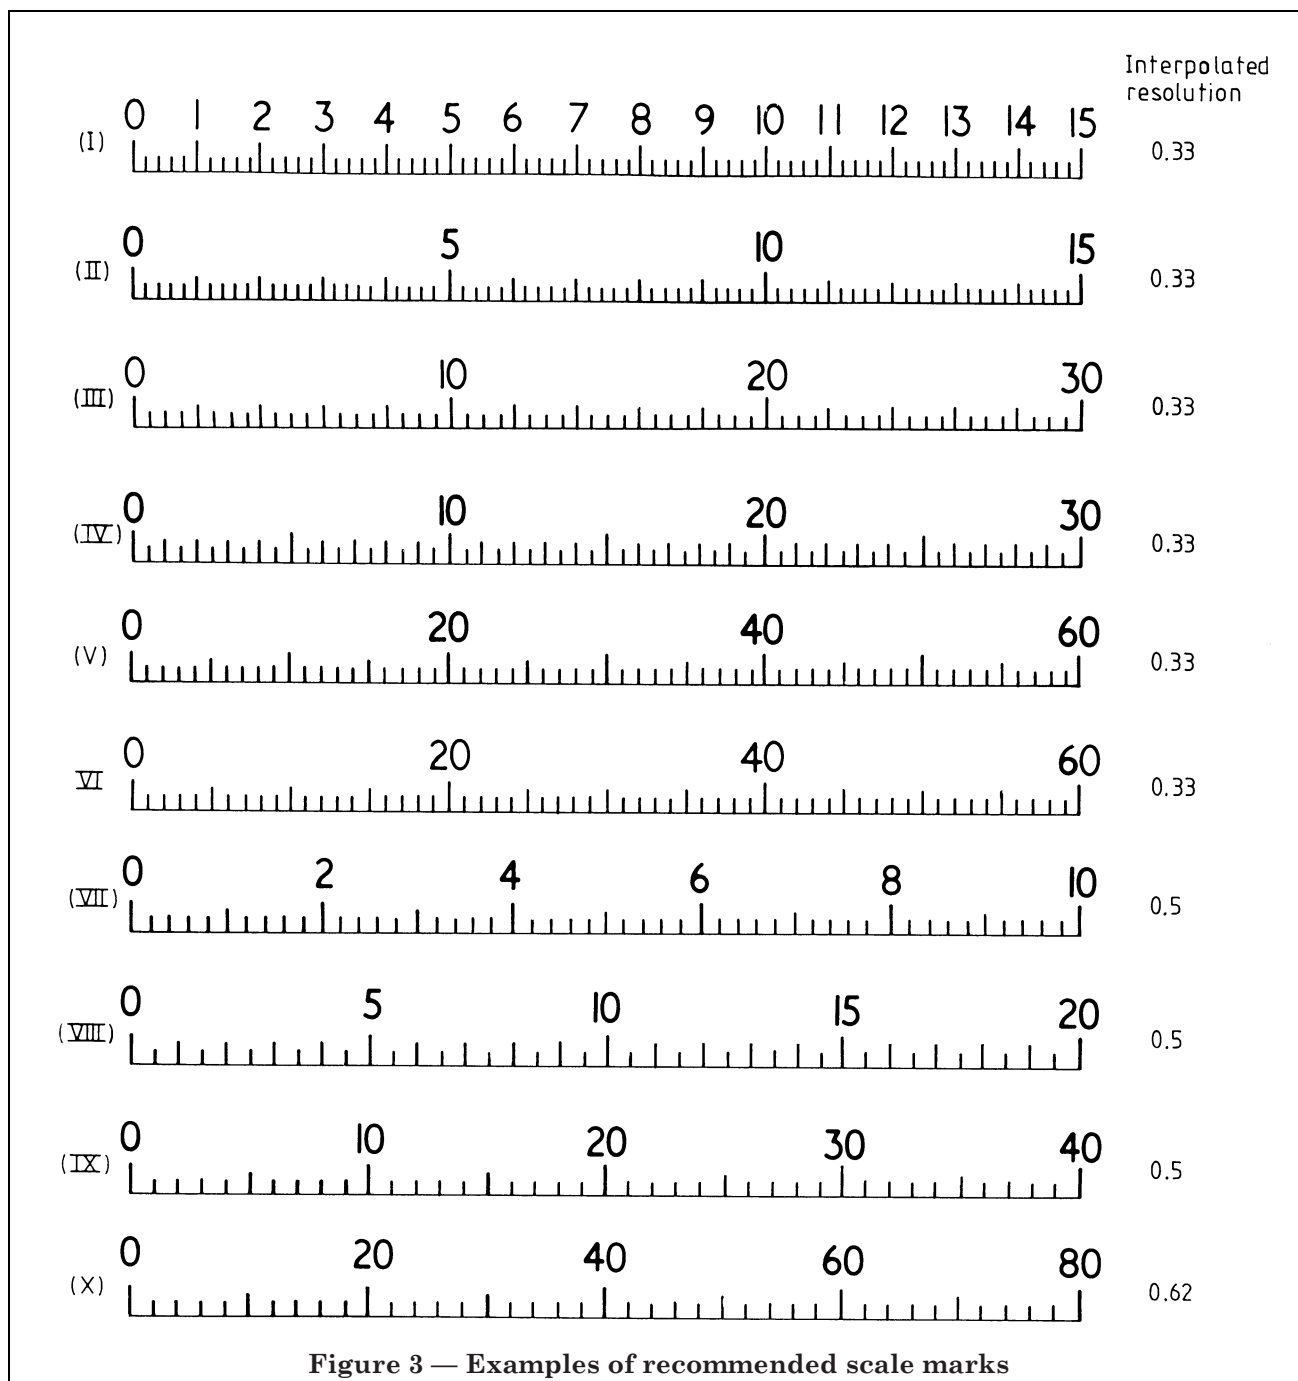 Interpolated
resolution
0 1 2 3 4 5 6 7 8 9 10 11 12 13 14 15
(I) 0.33
0 5 10 15
(II) 0.33
0 10 20 30
(III) 0.33
0 10 20 30
(IV) 0.33
0 20 40 60
(V) 0.33
0 20 40 60
VI 0.33
0 2 4 6 8 10
(VII) 0.5
0 5 10 15 20
(VIII) 0.5
0 10 20 30 40
(IX) 0.5
0 20 40 60 80
(X) 0.62
Figure 3 — Examples of recommended scale marks